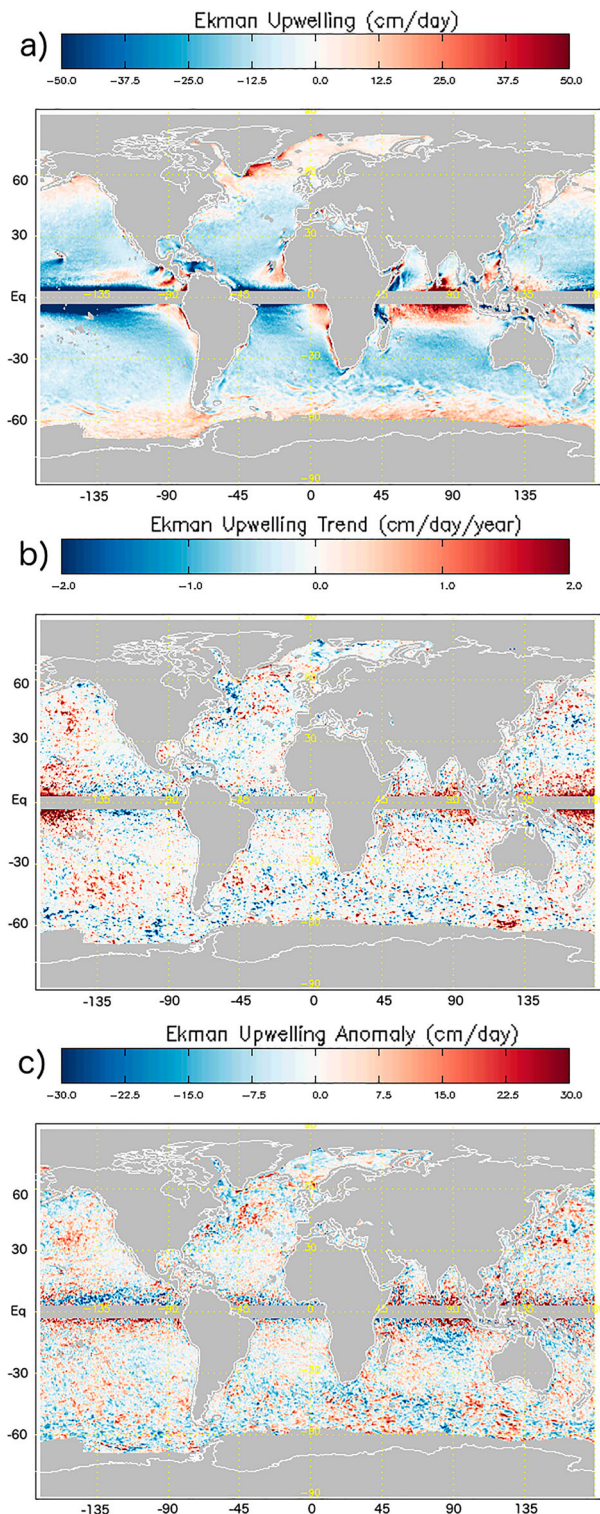 a)
Ekman Upwelling (cm/day)
−50.0 −37.5 −25.0 −12.5 0.0 12.5 25.0 37.5 50.0
60
30
Eq
-30
-60
-135 -90 -45 0 45 90 135
b)
Ekman Upwelling Trend (cm/day/year)
−2.0 −1.0 0.0 1.0 2.0
60
30
Eq
-30
-60
-135 -90 -45 0 45 90 135
c)
Ekman Upwelling Anomaly (cm/day)
−30.0 −22.5 −15.0 −7.5 0.0 7.5 15.0 22.5 30.0
60
30
Eq
-30
-60
-135 -90 -45 0 45 90 135